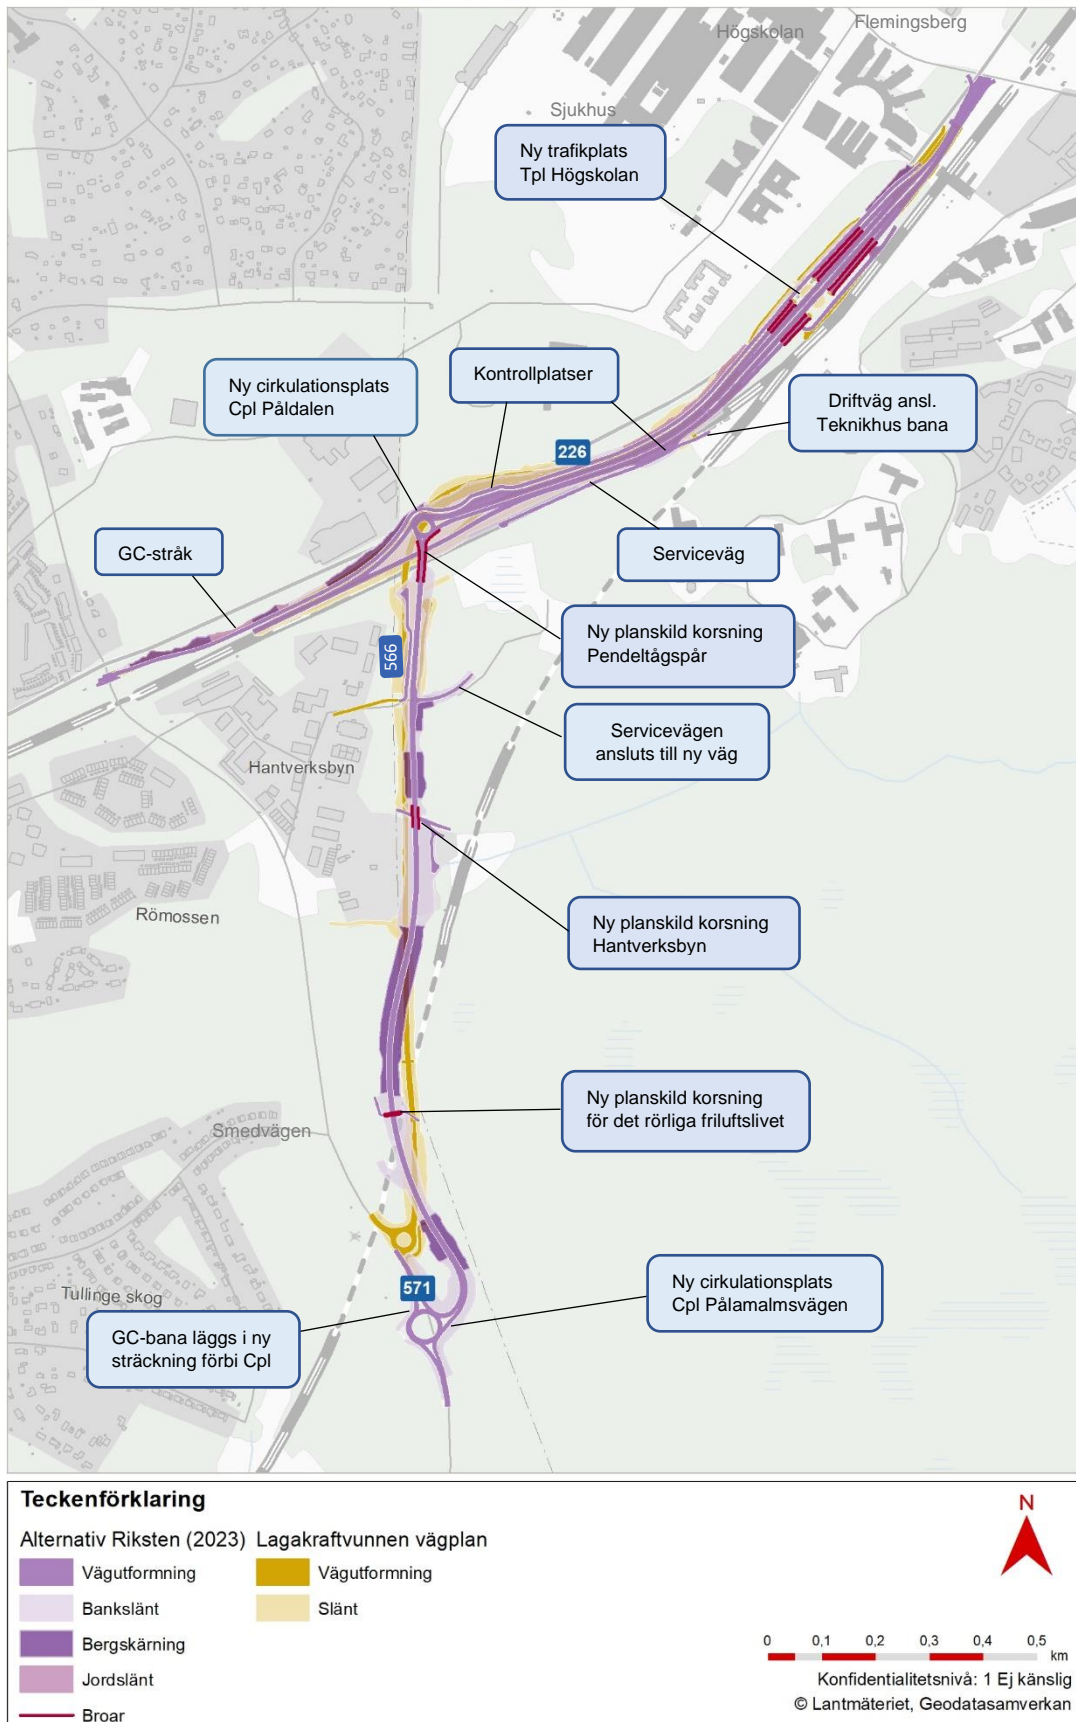 Flemingsberg
Högskolan
Sjukhus
Ny trafikplats
Tpl Högskolan
Ny cirkulationsplats
Cpl Påldalen
Kontrollplatser
Driftväg ansl.
Teknikhus bana
226
GC-stråk
Serviceväg
Ny planskild korsning
Pendeltågspår
566
Servicevägen
ansluts till ny väg
Hantverksbyn
Römossen
Ny planskild korsning
Hantverksbyn
Ny planskild korsning
för det rörliga friluftslivet
Smedvägen
Tullinge skog
571
Ny cirkulationsplats
Cpl Pålamalmsvägen
GC-bana läggs i ny
sträckning förbi Cpl
Teckenförklaring
Alternativ Riksten (2023)
Vägutformning
Bankslänt
Bergskärning
Jordslänt
Broar
Lagakraftvunnen vägplan
Vägutformning
Slänt
N
0 0,1 0,2 0,3 0,4 0,5
km
Konfidentialitetsnivå: 1 Ej känslig
© Lantmäteriet, Geodatasamverkan